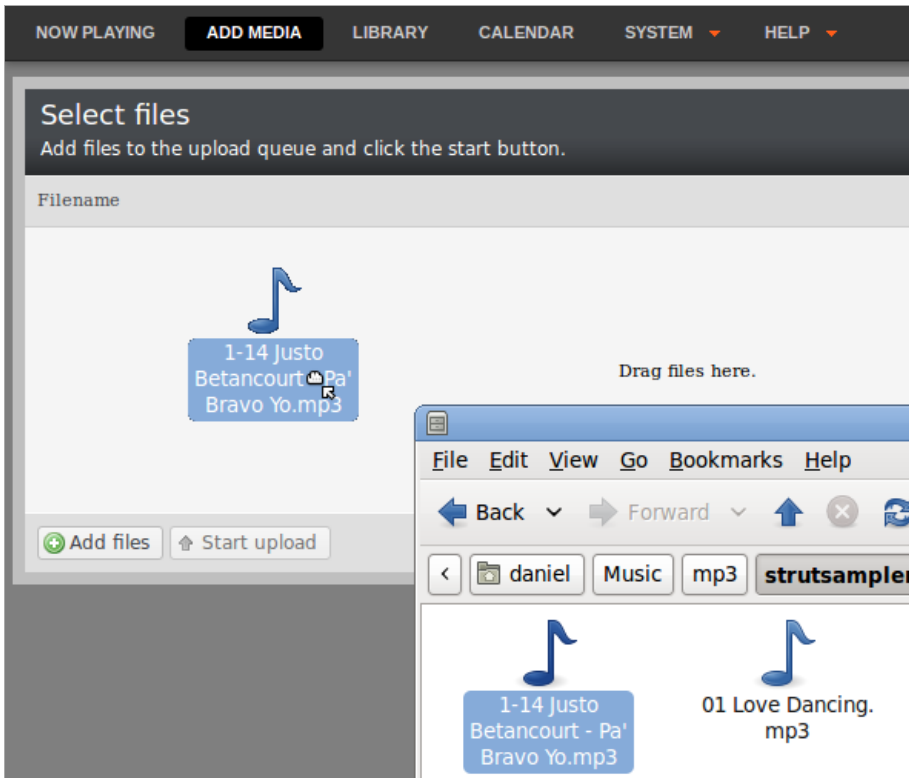 NOW PLAYING ADD MEDIA LIBRARY CALENDAR SYSTEM HELP
Select files
Add files to the upload queue and click the start button.
Filename
1-14 Justo
Betancourt - Pa'
Bravo Yo.mp3
Drag files here.
Add files Start upload
File Edit View Go Bookmarks Help
Back Forward
daniel Music mp3 strutsampler
1-14 Justo
Betancourt - Pa'
Bravo Yo.mp3
01 Love Dancing.
mp3